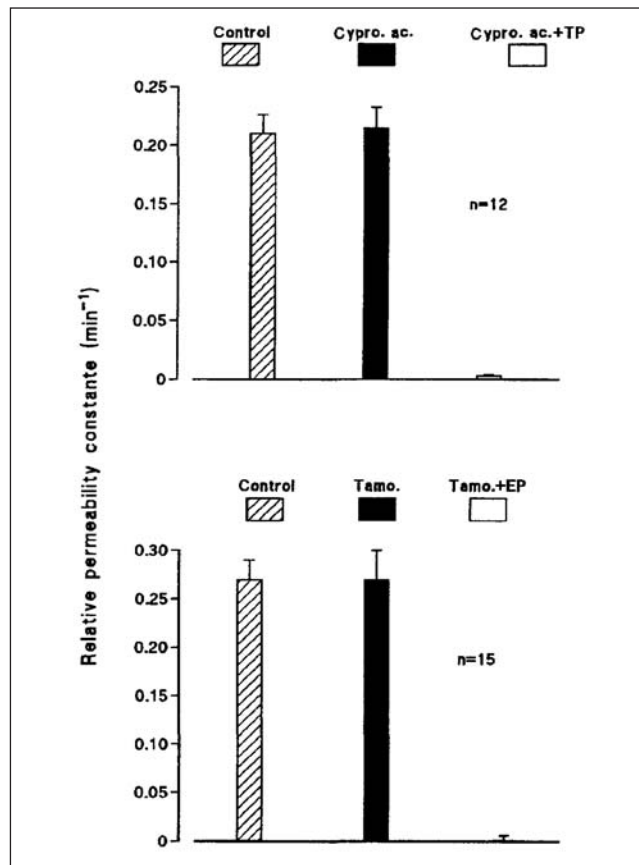 Control Cypro. ac. Cypro. ac.+TP
0.25
0.20
0.15
0.10
0.05
0
n=12
Relative permeability constante (min⁻¹)
Control Tamo. Tamo.+EP
0.30
0.25
0.20
0.15
0.10
0.05
0
n=15